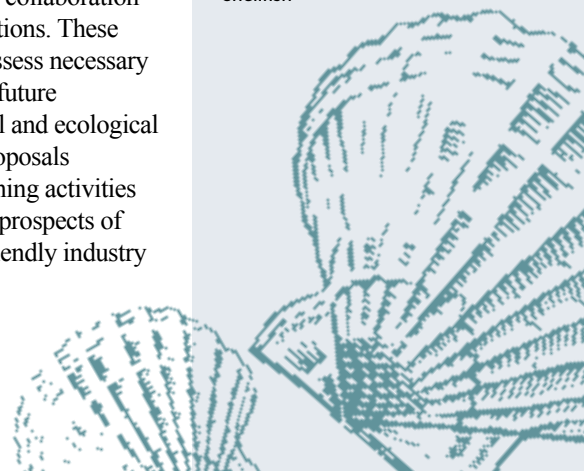 collaboration
tions. These
ssess necessary
future
l and ecological
oposals
ning activities
prospects of
endly industry